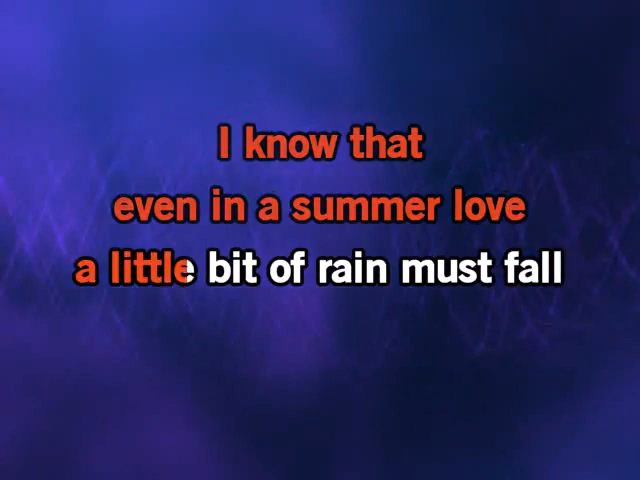 I know that
even in a summer love
a little bit of rain must fall